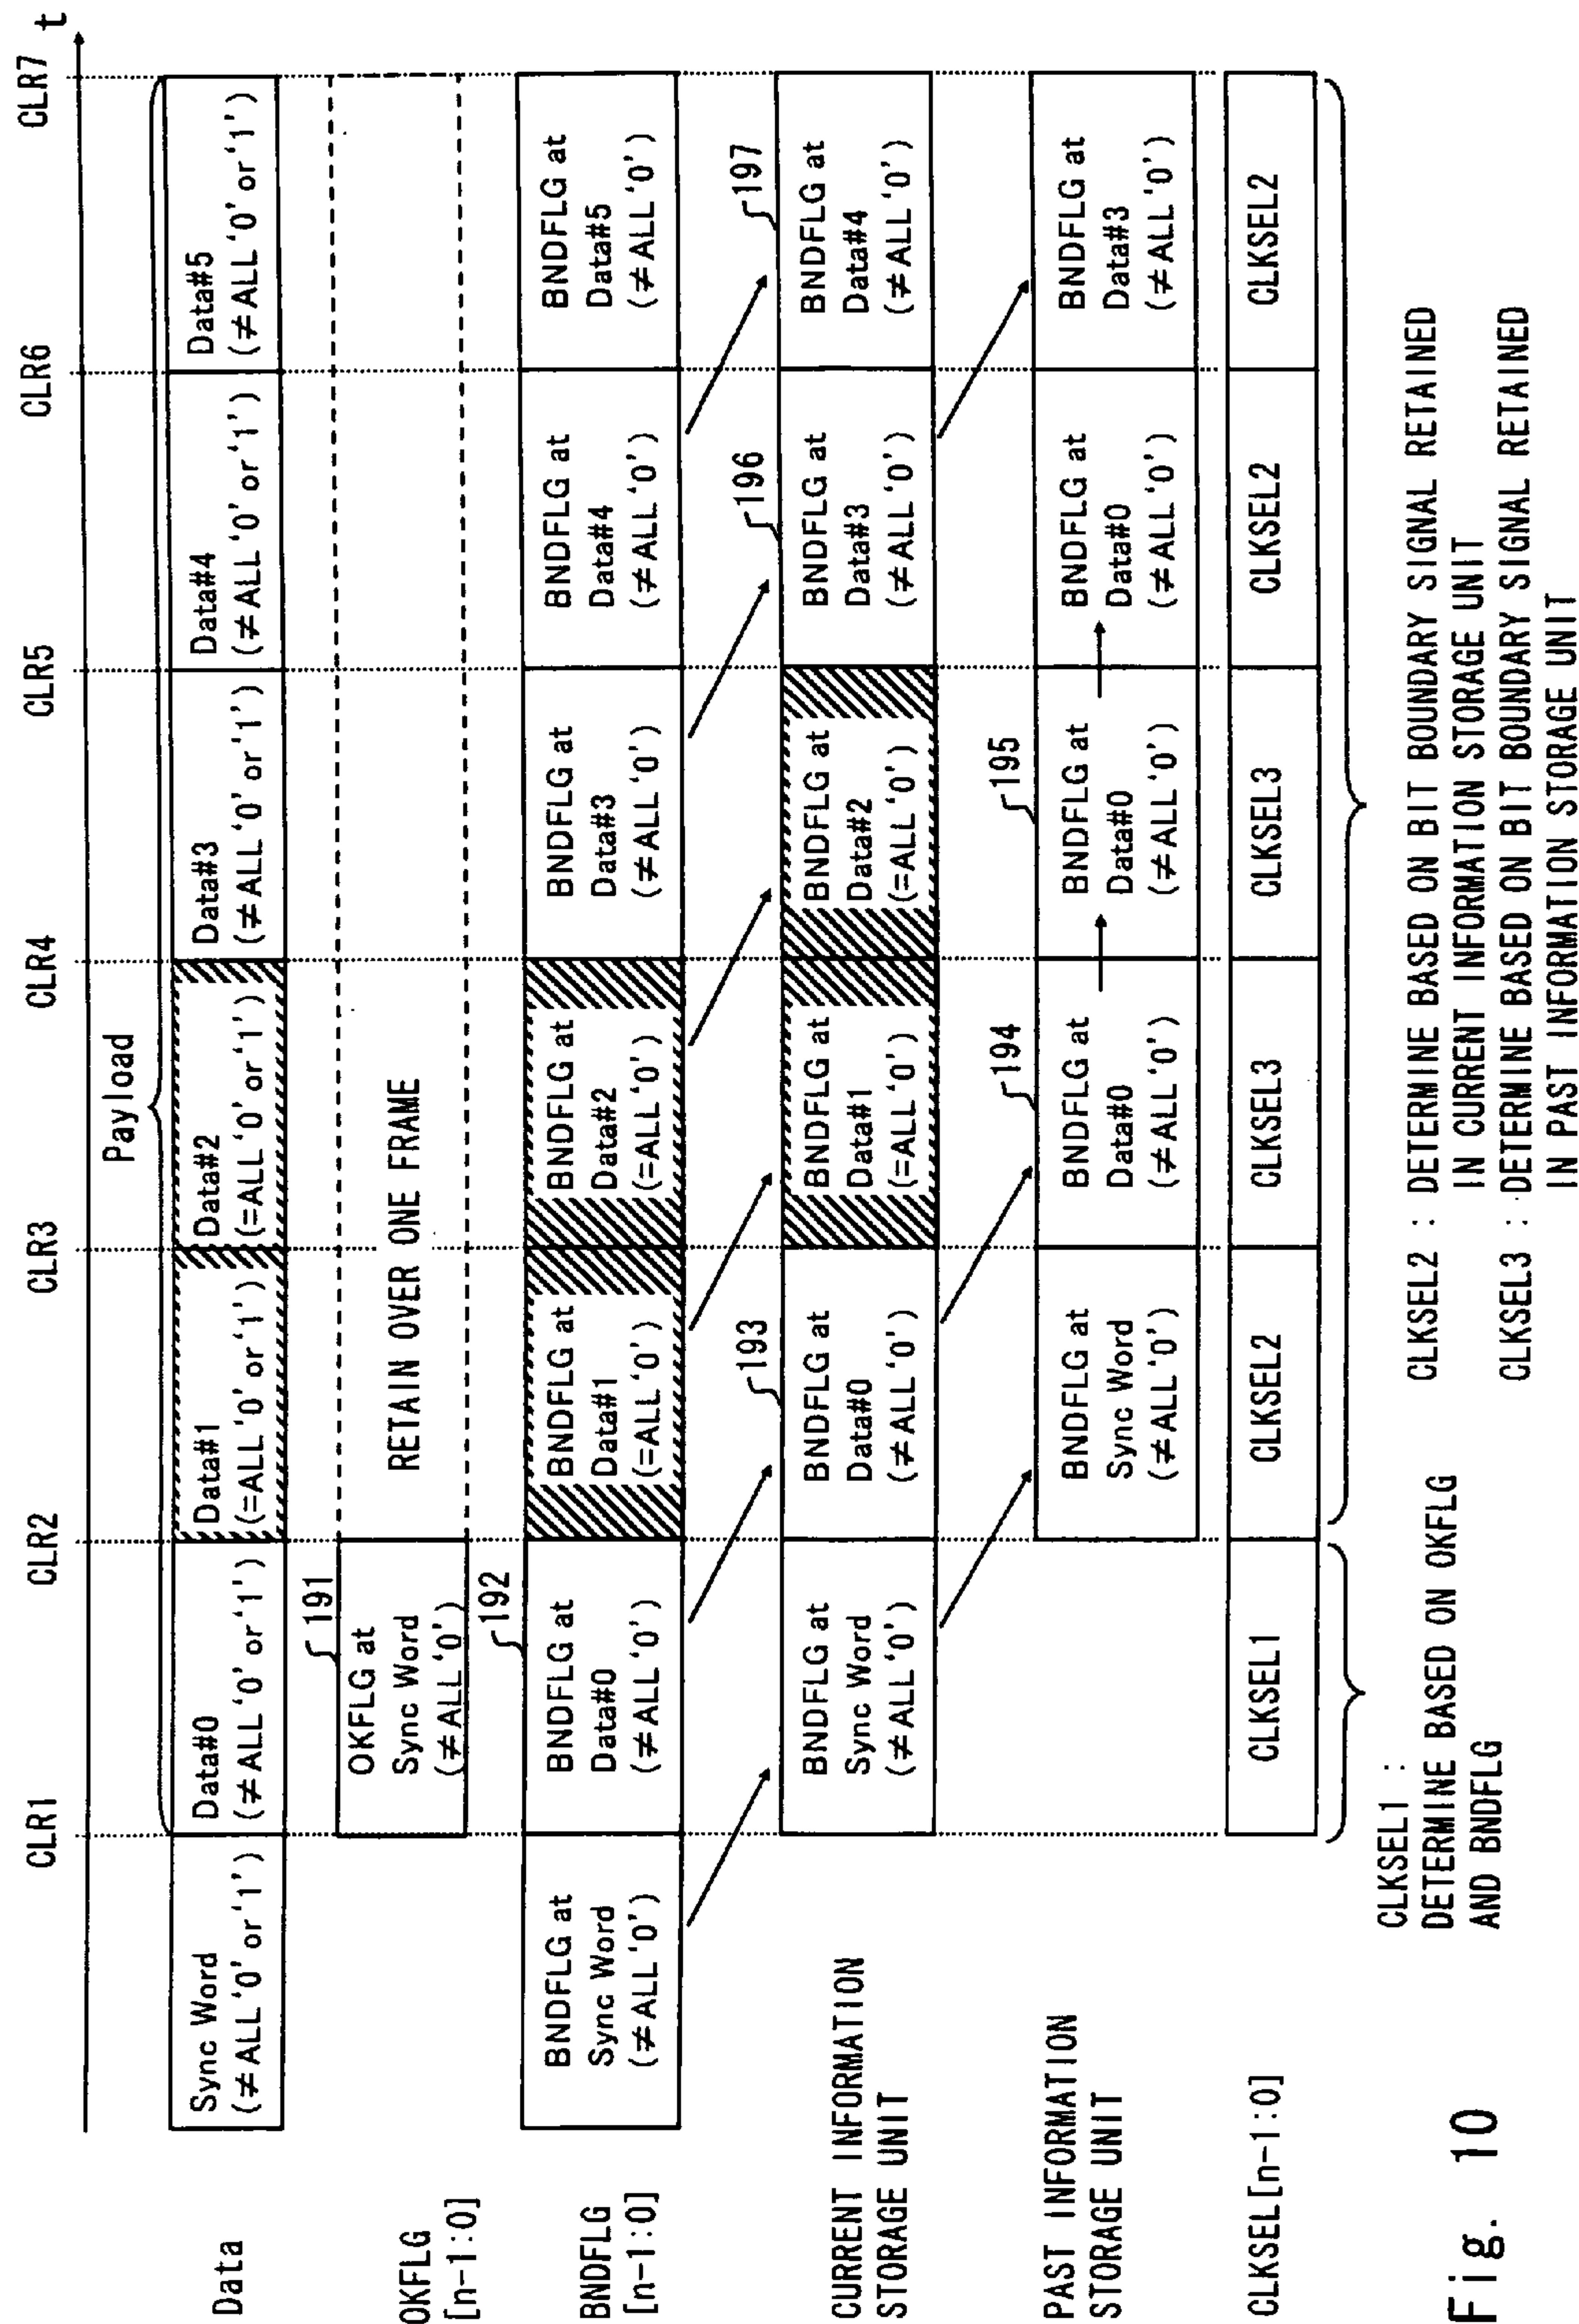 CLR1
CLR2
CLR3
CLR4
CLR5
CLR6
CLR7
t
Payload
Data
Sync Word
(≠ALL‘0’or‘1’)
Data#0
(≠ALL‘0’or‘1’)
Data#1
(=ALL‘0’or‘1’)
Data#2
(=ALL‘0’or‘1’)
Data#3
(≠ALL‘0’or‘1’)
Data#4
(≠ALL‘0’or‘1’)
Data#5
(≠ALL‘0’or‘1’)
OKFLG
[n-1:0]
191
OKFLG at
Sync Word
(≠ALL‘0’)
RETAIN OVER ONE FRAME
BNDFLG
[n-1:0]
BNDFLG at
Sync Word
(≠ALL‘0’)
192
BNDFLG at
Data#0
(≠ALL‘0’)
BNDFLG at
Data#1
(=ALL‘0’)
BNDFLG at
Data#2
(=ALL‘0’)
BNDFLG at
Data#3
(≠ALL‘0’)
BNDFLG at
Data#4
(≠ALL‘0’)
BNDFLG at
Data#5
(≠ALL‘0’)
CURRENT INFORMATION
STORAGE UNIT
BNDFLG at
Sync Word
(≠ALL‘0’)
193
BNDFLG at
Data#0
(≠ALL‘0’)
BNDFLG at
Data#1
(=ALL‘0’)
BNDFLG at
Data#2
(=ALL‘0’)
196
BNDFLG at
Data#3
(≠ALL‘0’)
197
BNDFLG at
Data#4
(≠ALL‘0’)
PAST INFORMATION
STORAGE UNIT
BNDFLG at
Sync Word
(≠ALL‘0’)
194
BNDFLG at
Data#0
(≠ALL‘0’)
195
BNDFLG at
Data#0
(≠ALL‘0’)
BNDFLG at
Data#0
(≠ALL‘0’)
BNDFLG at
Data#3
(≠ALL‘0’)
CLKSEL[n-1:0]
CLKSEL1
CLKSEL2
CLKSEL3
CLKSEL3
CLKSEL2
CLKSEL2
CLKSEL1 :
DETERMINE BASED ON OKFLG
AND BNDFLG
CLKSEL2 : DETERMINE BASED ON BIT BOUNDARY SIGNAL RETAINED
IN CURRENT INFORMATION STORAGE UNIT
CLKSEL3 : DETERMINE BASED ON BIT BOUNDARY SIGNAL RETAINED
IN PAST INFORMATION STORAGE UNIT
Fig. 10